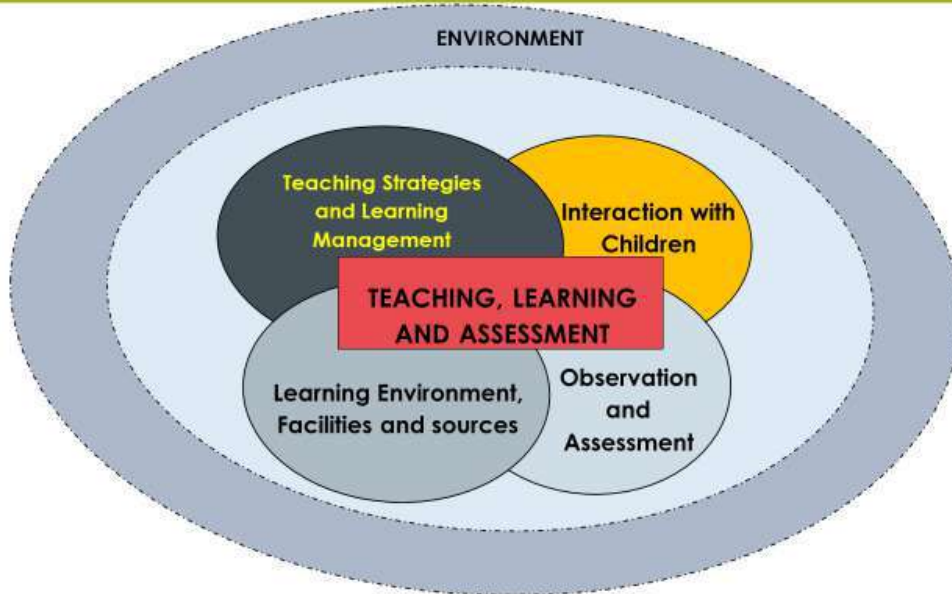 ENVIRONMENT
Teaching Strategies
and Learning
Management
Interaction with
Children
TEACHING, LEARNING
AND ASSESSMENT
Learning Environment,
Facilities and sources
Observation
and
Assessment